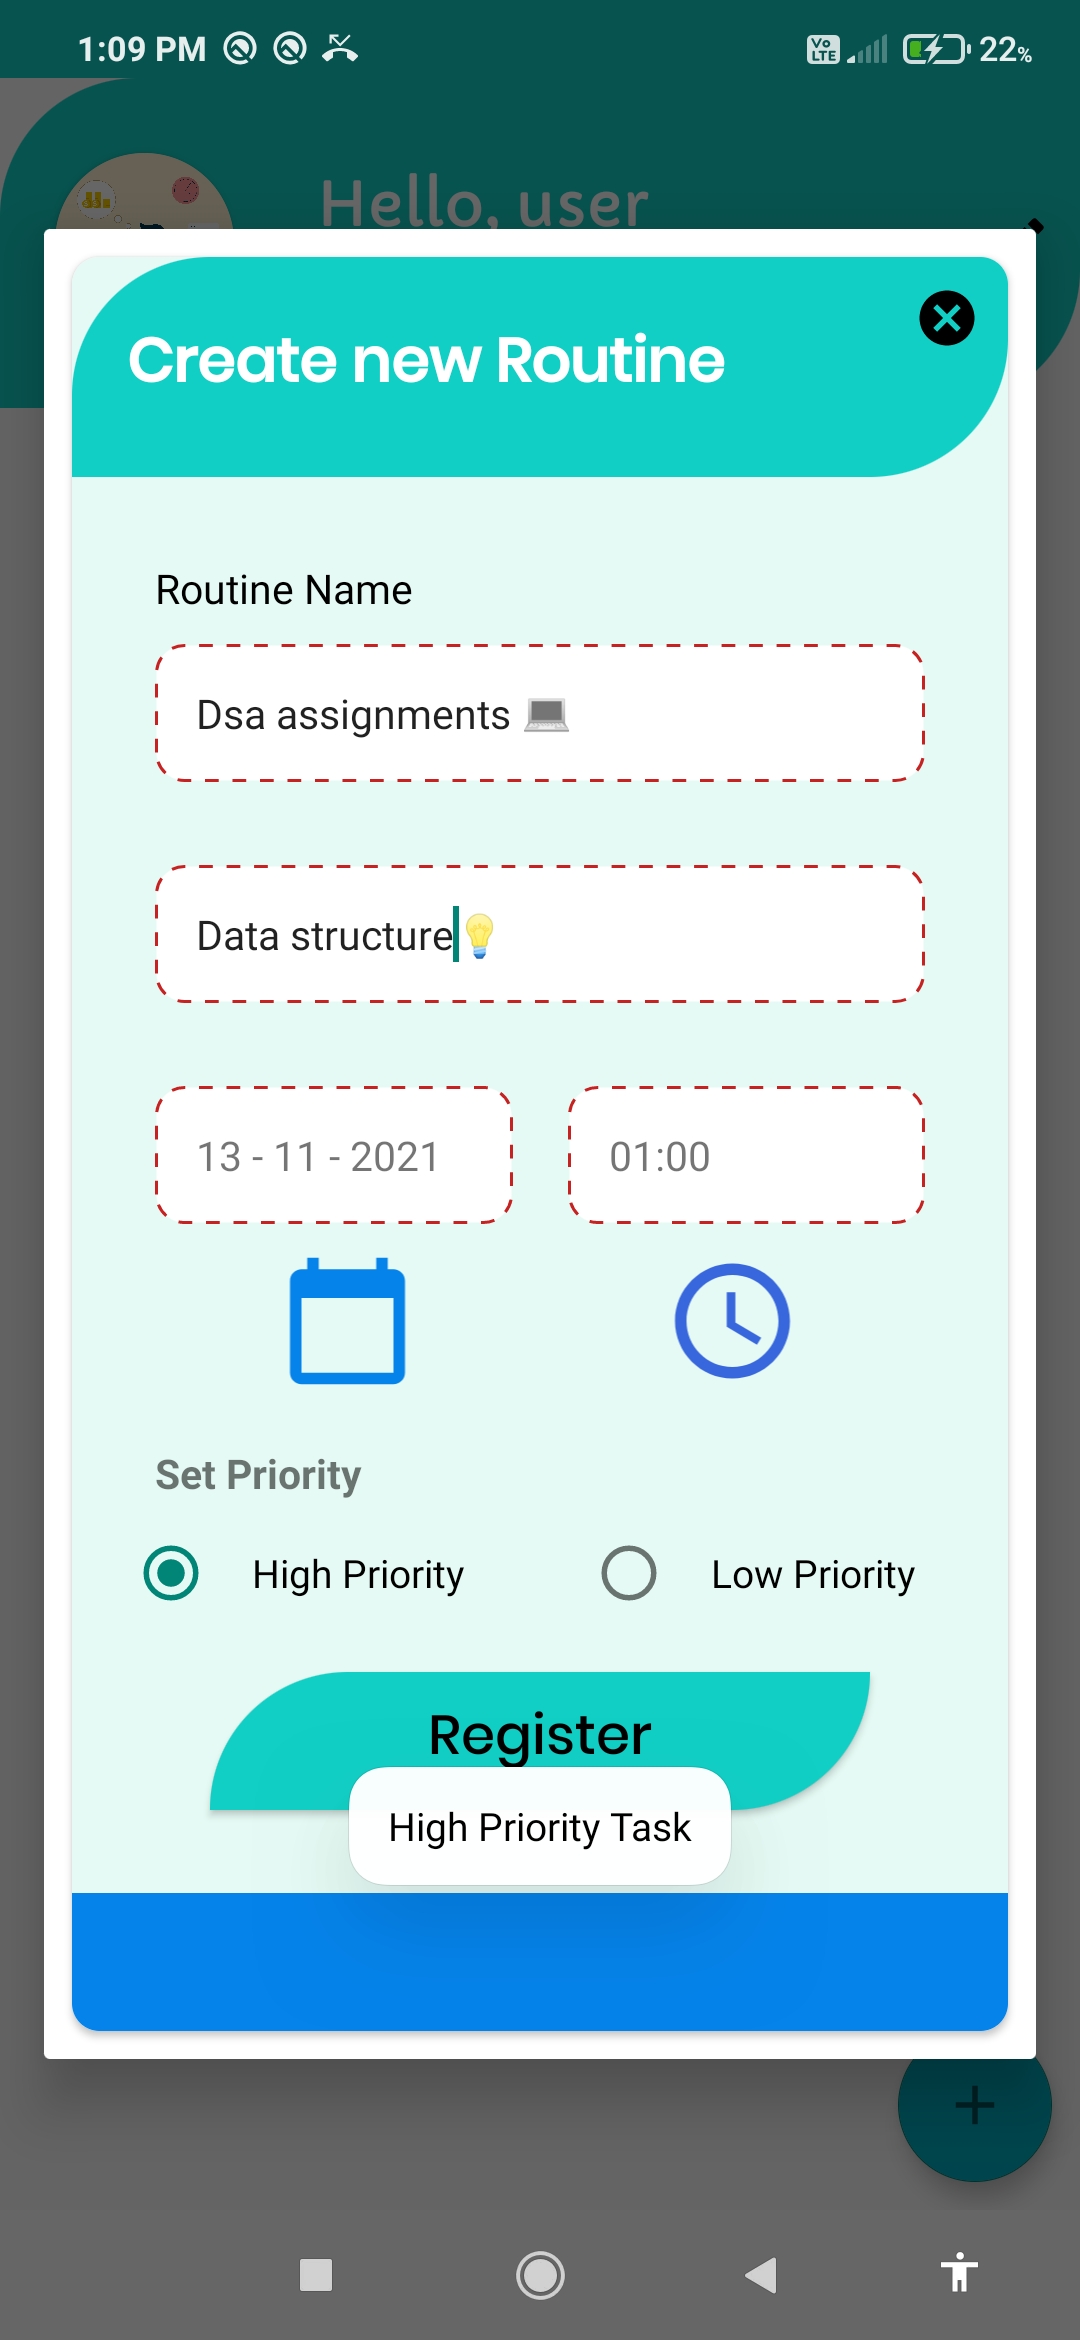 1:09 PM Vo LTE 22%
Hello, user
Create new Routine
Routine Name
Dsa assignments 💻
Data structure💡
13 - 11 - 2021 01:00
Set Priority
High Priority Low Priority
Register
High Priority Task